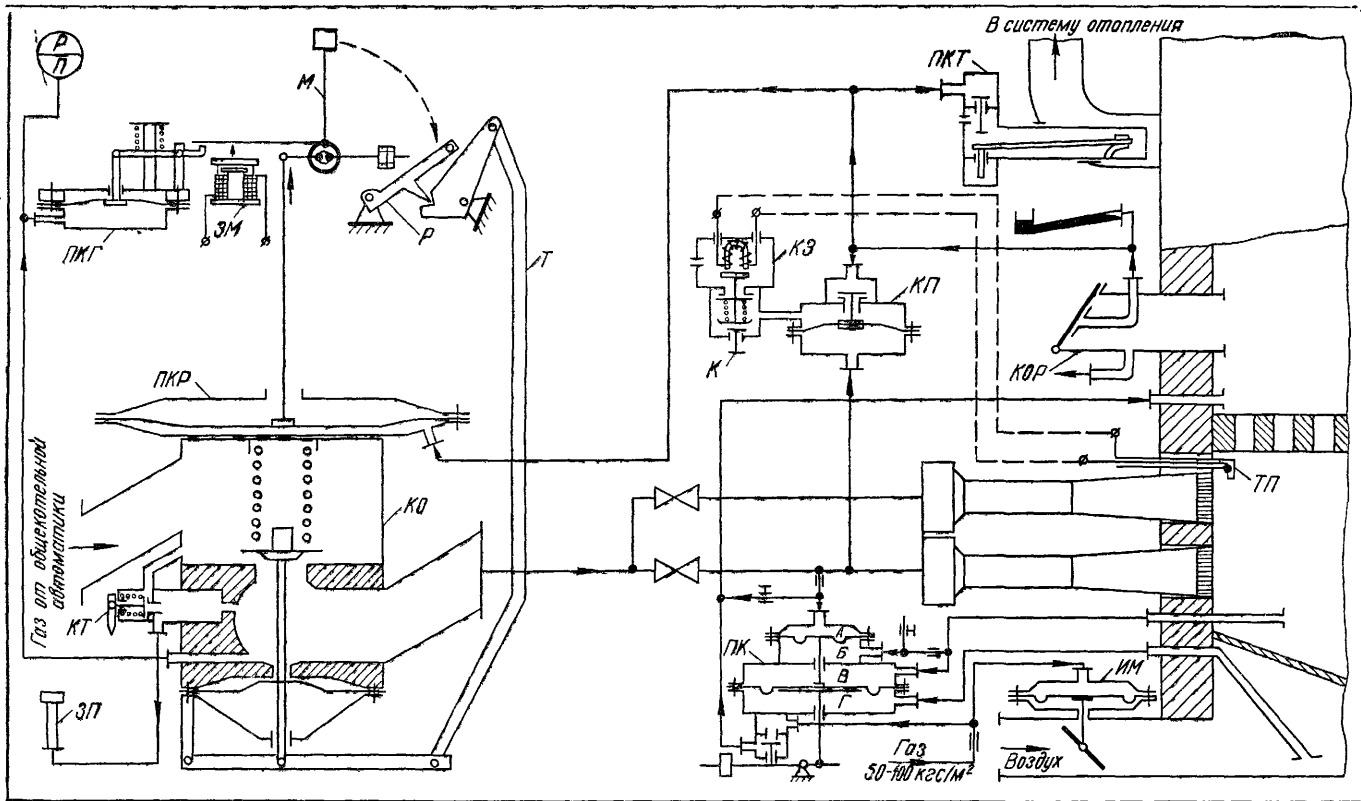 В систему отопления
Р
П
М
ПКТ
ЭМ
ПКГ
Р
Т
КЗ
КП
К
КОР
ПКР
ТП
КО
Газ от общекотельной
автоматики
КТ
ЗП
А
Б
ПК
В
Г
ИМ
Газ
50-100 кгс/м²
Воздух